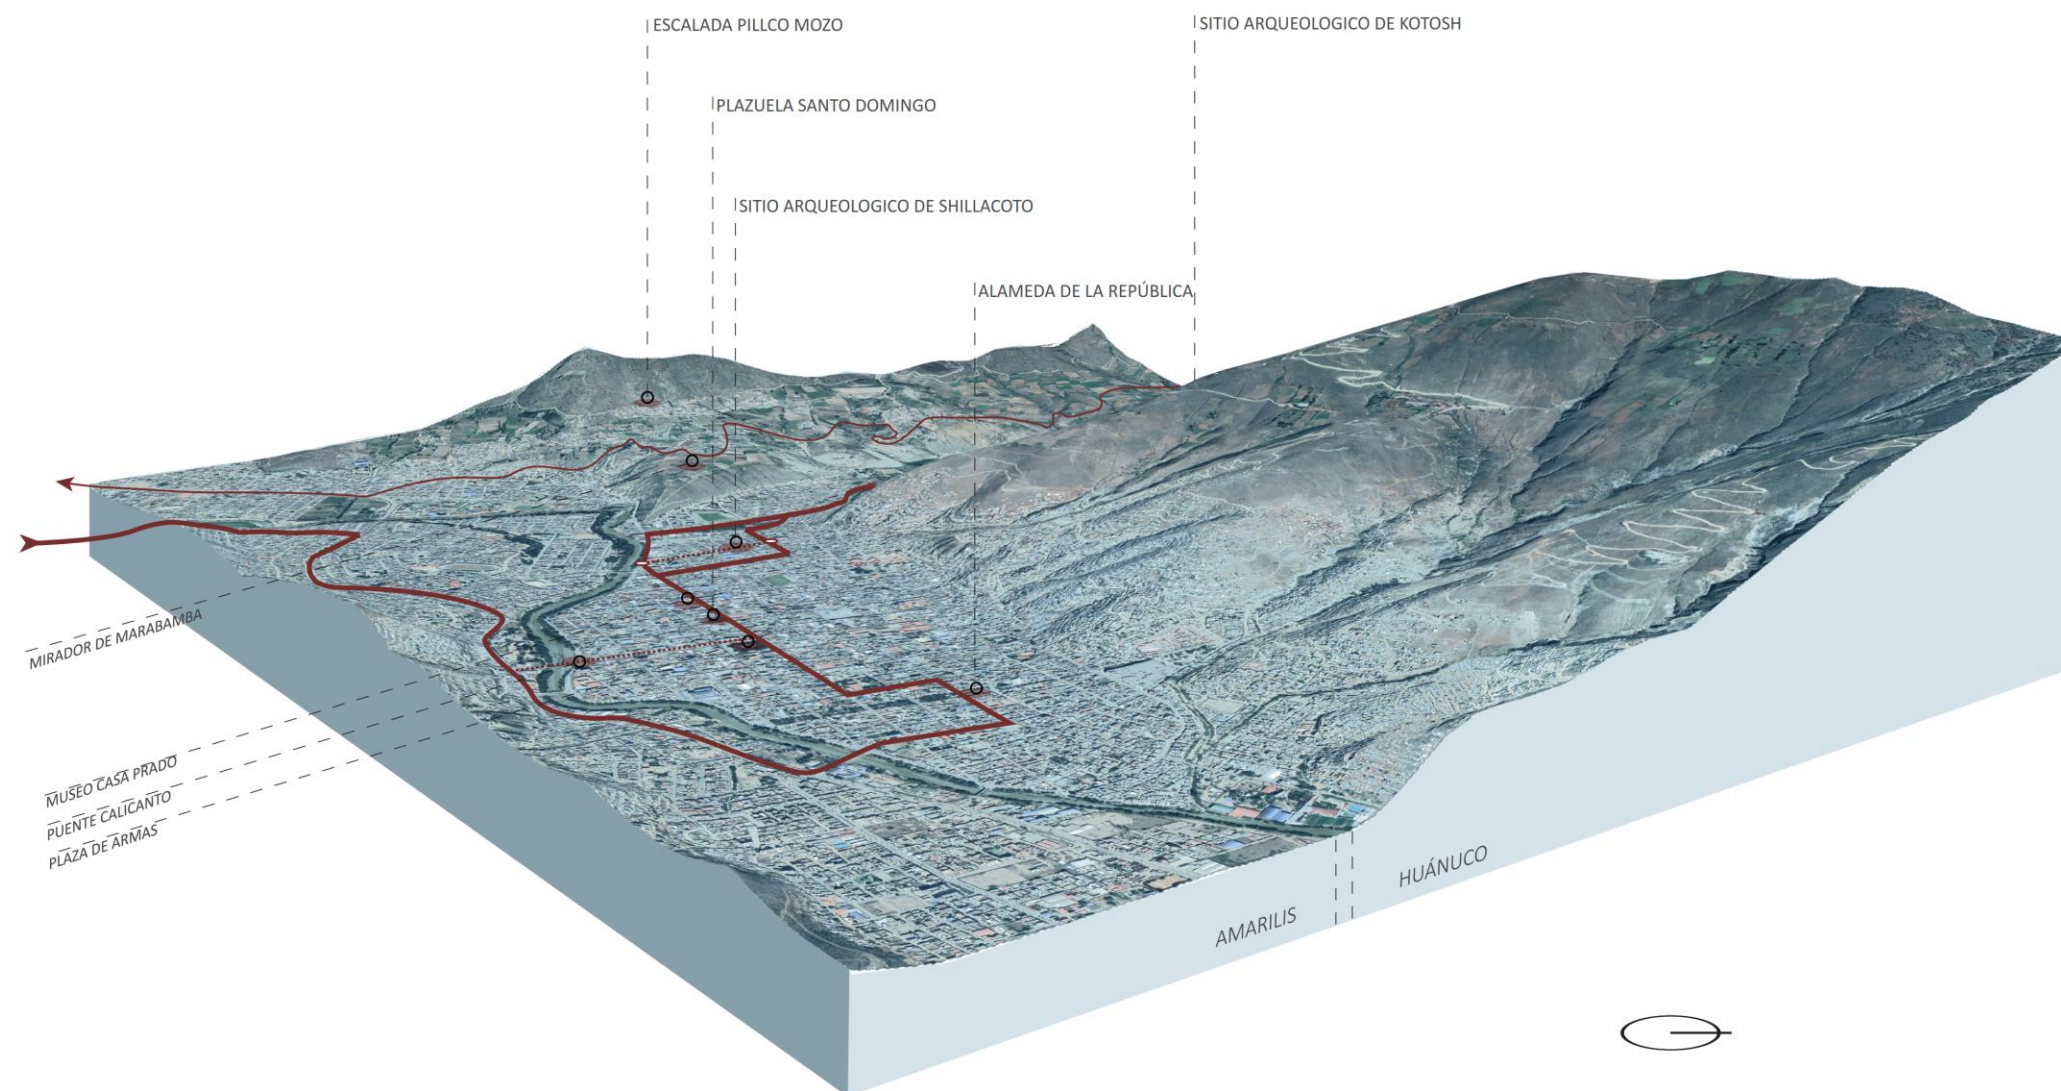 ESCALADA PILLCO MOZO
SITIO ARQUEOLOGICO DE KOTOSH
PLAZUELA SANTO DOMINGO
SITIO ARQUEOLOGICO DE SHILLACOTO
ALAMEDA DE LA REPÚBLICA
MIRADOR DE MARABAMBA
MUSEO CASA PRADO
PUENTE CALICANTO
PLAZA DE ARMAS
AMARILIS
HUÁNUCO